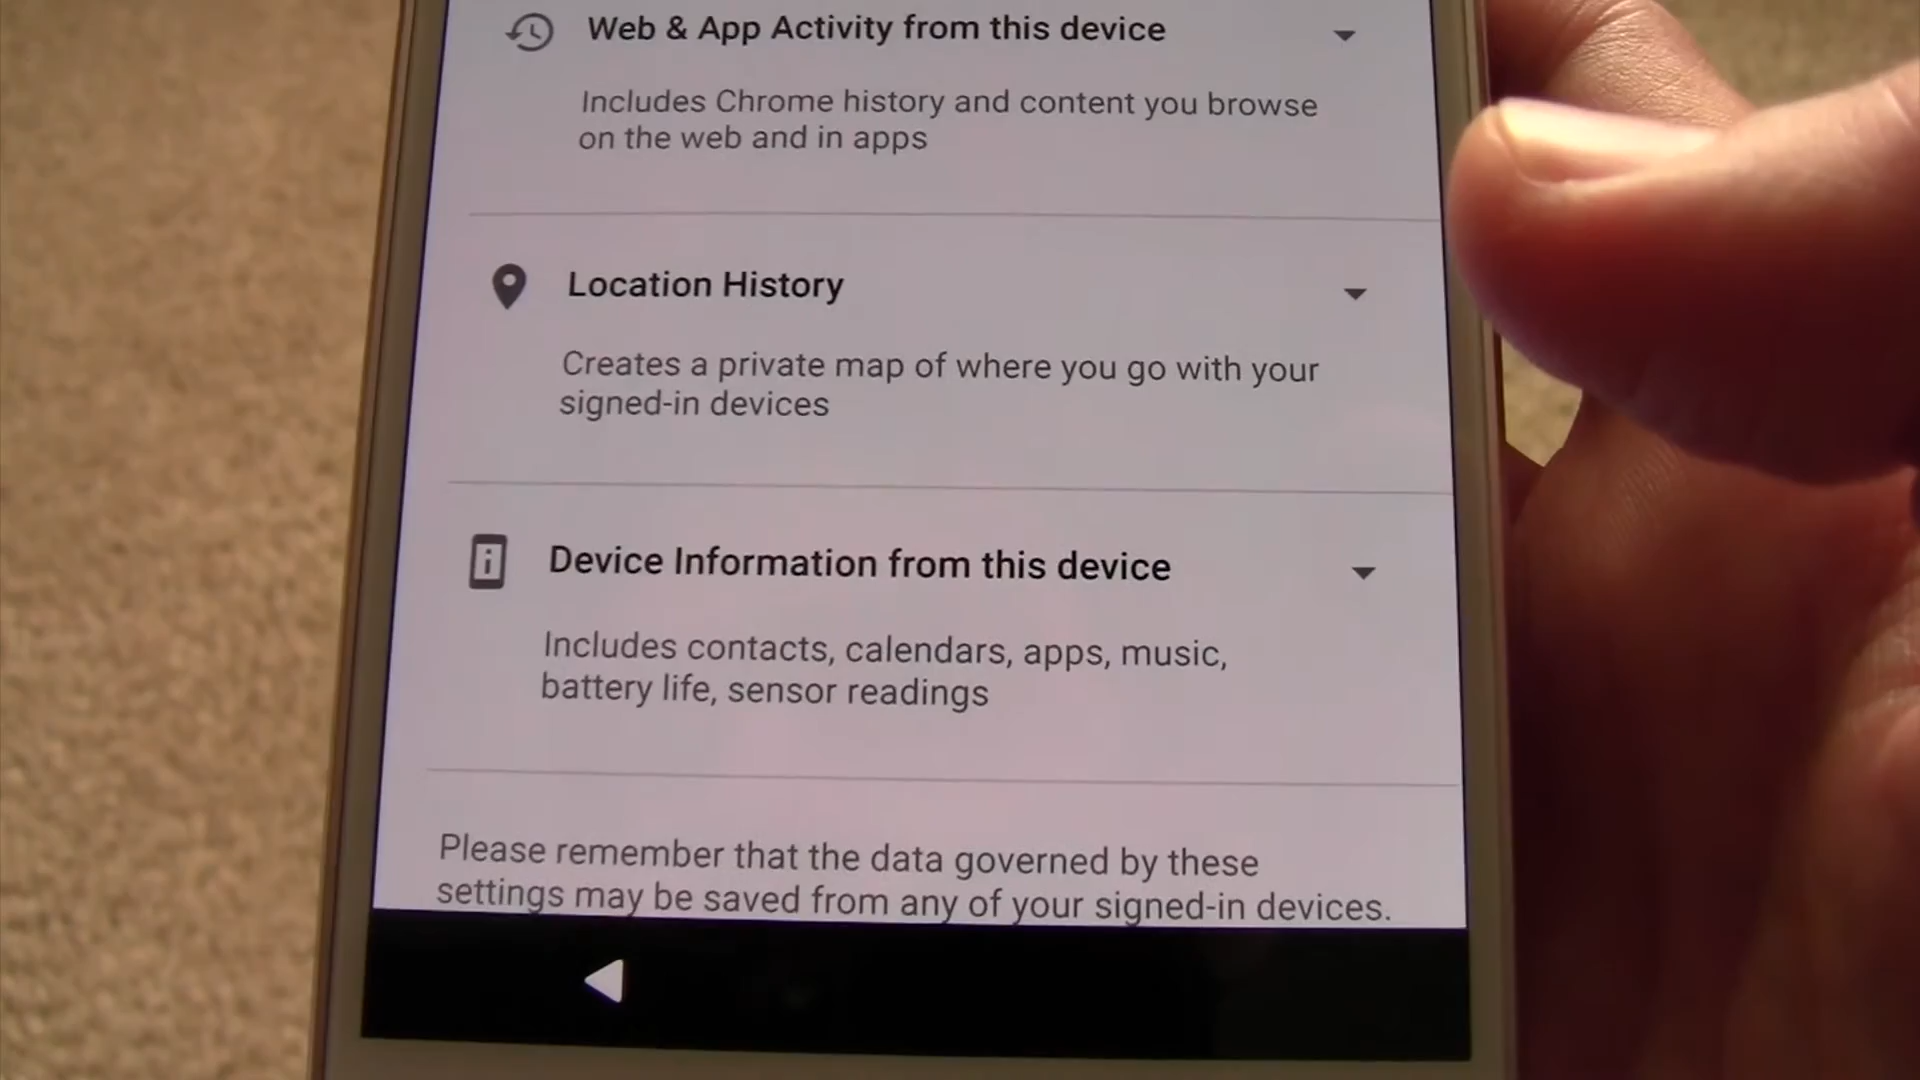 Web & App Activity from this device
Includes Chrome history and content you browse
on the web and in apps
Location History
Creates a private map of where you go with your
signed-in devices
Device Information from this device
Includes contacts, calendars, apps, music,
battery life, sensor readings
Please remember that the data governed by these
settings may be saved from any of your signed-in devices.